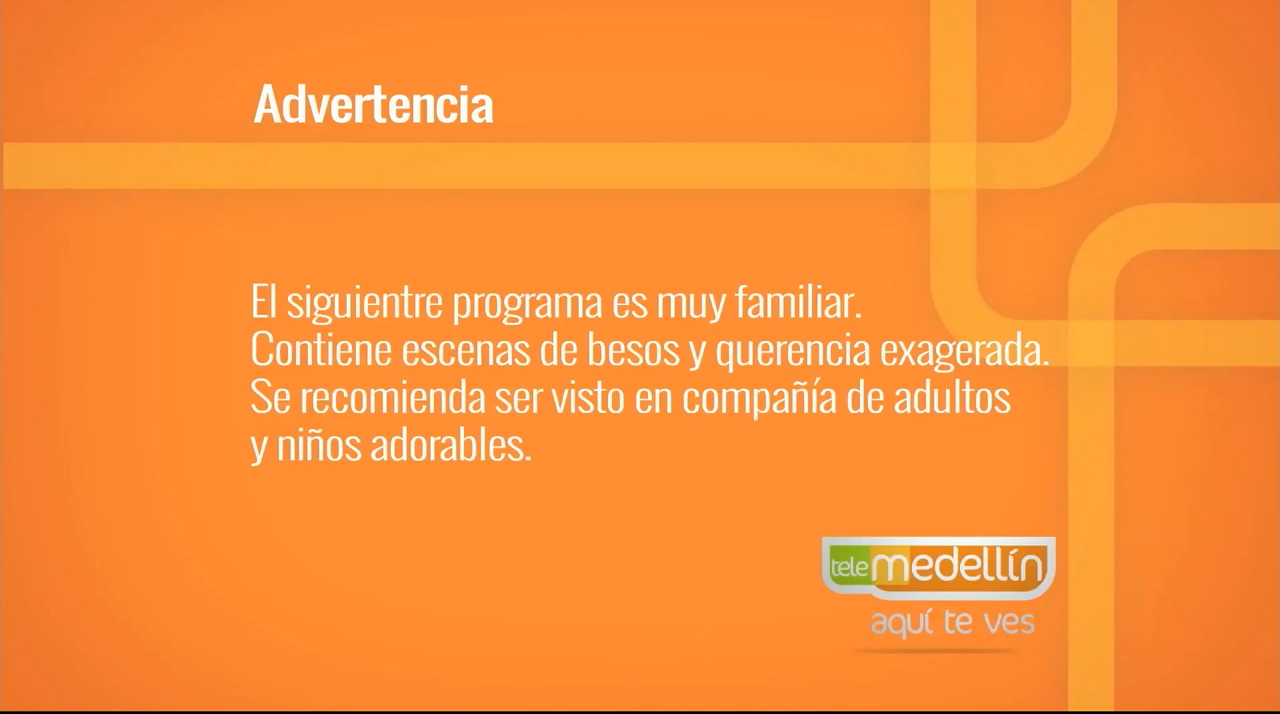 Advertencia
El siguientre programa es muy familiar.
Contiene escenas de besos y querencia exagerada.
Se recomienda ser visto en compañía de adultos
y niños adorables.
tele medellín
aquí te ves